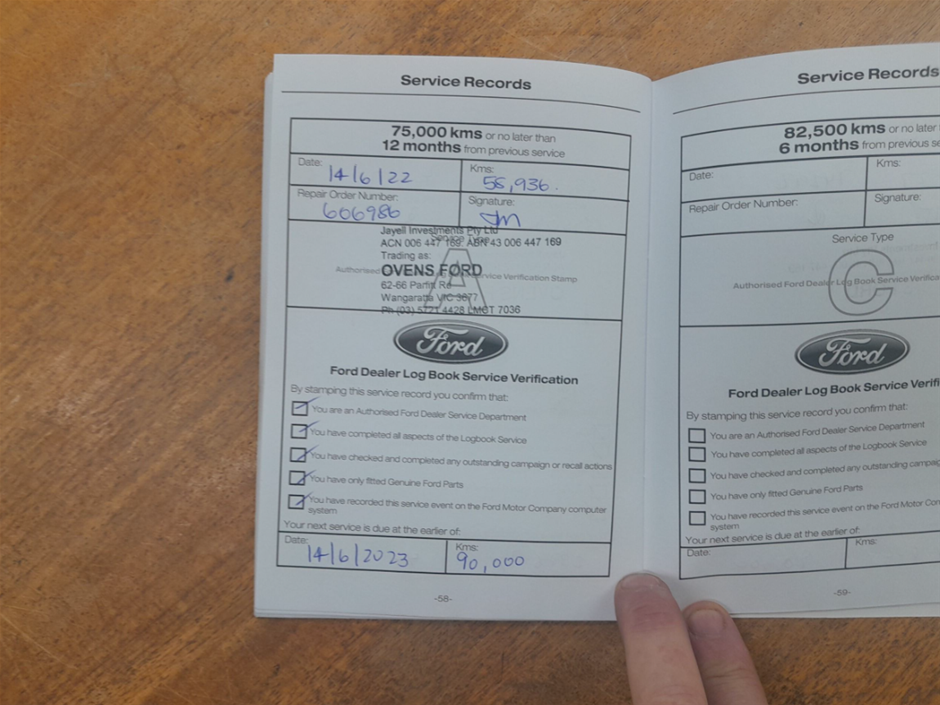 Service Records
75,000 kms or no later than
12 months from previous service
Date: 14/6/22
Kms: 58,936.
Repair Order Number: 606986
Signature:
Jayell Investments Pty Ltd
ACN 006 447 169, ABN 43 006 447 169
Trading as:
Authorised OVENS FORD Service Verification Stamp
62-66 Parfitt Rd
Wangaratta VIC 3677
Ph (03) 5721 4428 LMCT 7036
A
Ford
Ford Dealer Log Book Service Verification
By stamping this service record you confirm that:
You are an Authorised Ford Dealer Service Department
You have completed all aspects of the Logbook Service
You have checked and completed any outstanding campaign or recall actions
You have only fitted Genuine Ford Parts
You have recorded this service event on the Ford Motor Company computer
system
Your next service is due at the earlier of:
Date: 14/6/2023
Kms: 90,000
-58-
Service Records
82,500 kms or no later
6 months from previous se
Date:
Kms:
Repair Order Number:
Signature:
Service Type
C
Authorised Ford Dealer Log Book Service Verifica
Ford
Ford Dealer Log Book Service Verifi
By stamping this service record you confirm that:
You are an Authorised Ford Dealer Service Department
You have completed all aspects of the Logbook Service
You have checked and completed any outstanding campaig
You have only fitted Genuine Ford Parts
You have recorded this service event on the Ford Motor Co
system
Your next service is due at the earlier of:
Date:
Kms:
-59-